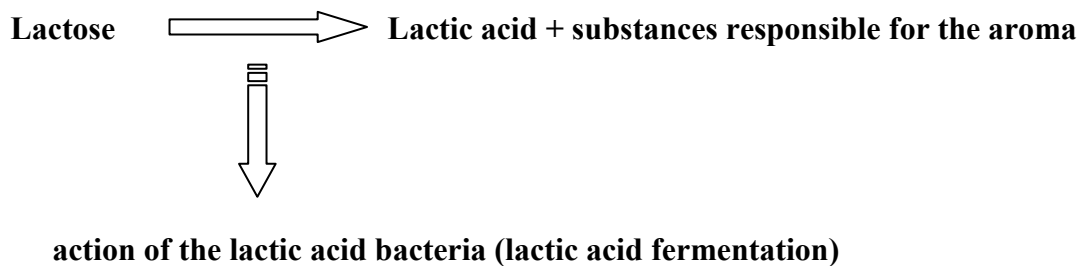 Lactose Lactic acid + substances responsible for the aroma
action of the lactic acid bacteria (lactic acid fermentation)